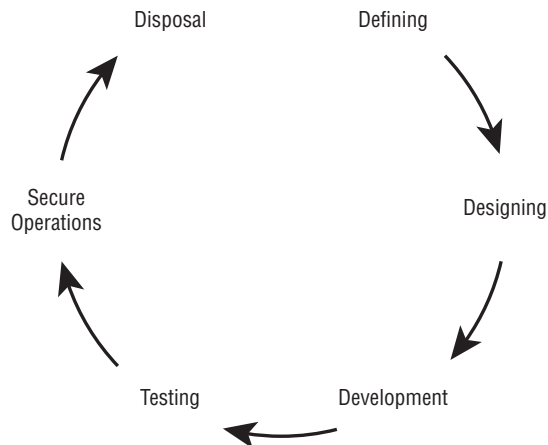 Disposal
Defining
Secure
Operations
Designing
Testing
Development